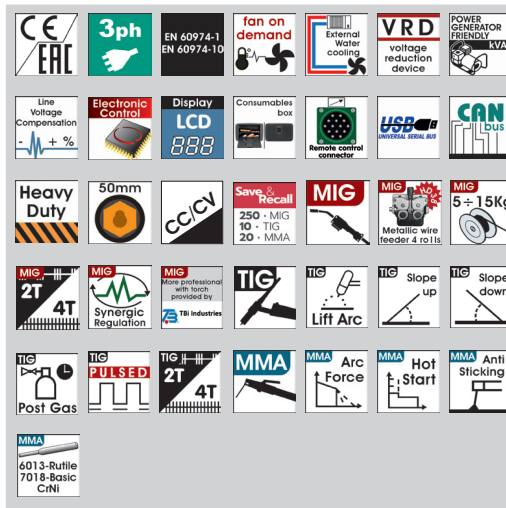 CE
EAC
3ph
EN 60974-1
EN 60974-10
fan on
demand
External
Water
cooling
VRD
voltage
reduction
device
POWER
GENERATOR
FRIENDLY
kVA
Line
Voltage
Compensation
- + %
Electronic
Control
Display
LCD
888
Consumables
box
Remote control
connector
USB
UNIVERSAL SERIAL BUS
CAN
bus
Heavy
Duty
50mm
CC/CV
Save &
Recall
250 · MIG
10 · TIG
20 · MMA
MIG
MIG
Metallic wire
feeder 4 rolls
MIG
5÷15Kg
MIG
2T
4T
MIG
Synergic
Regulation
MIG
More professional
with torch
provided by
TBi Industries
TIG
TIG
Lift Arc
TIG
Slope
up
TIG
Slope
down
TIG
Post Gas
TIG
PULSED
TIG
2T
4T
MMA
MMA
Arc
Force
MMA
Hot
Start
MMA
Anti
Sticking
MMA
6013-Rutile
7018-Basic
CrNi